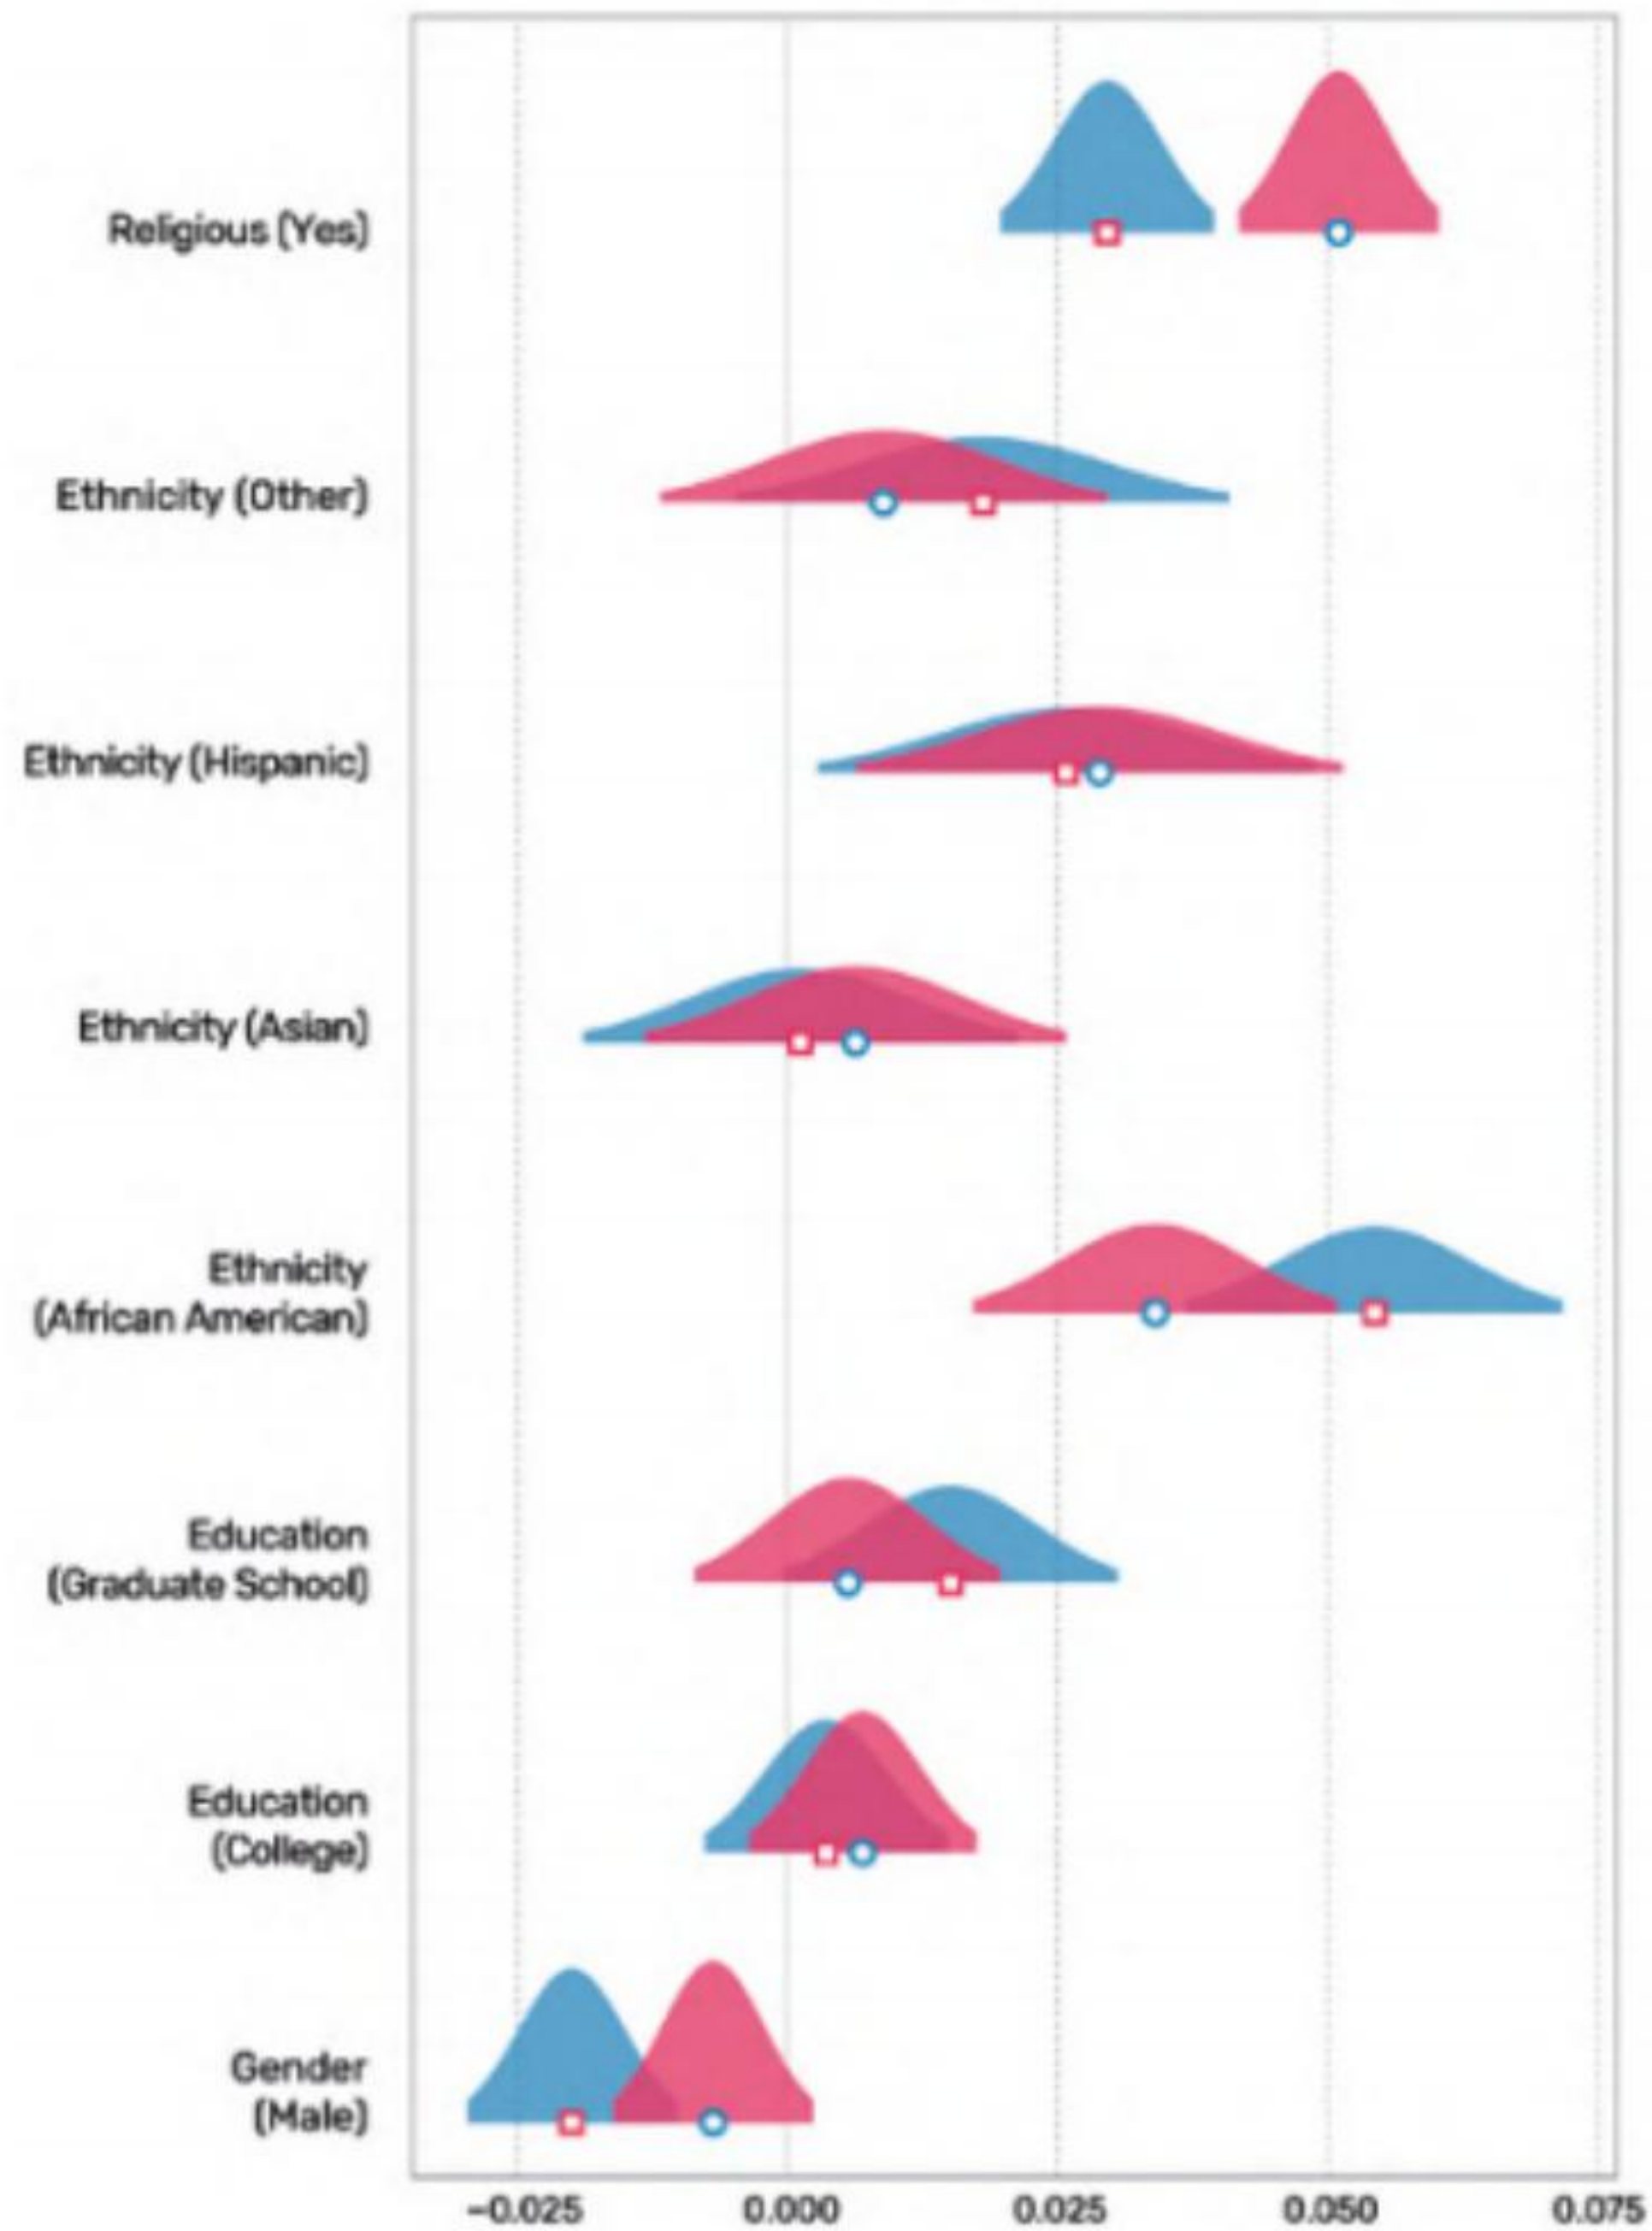 Religious (Yes)
Ethnicity (Other)
Ethnicity (Hispanic)
Ethnicity (Asian)
Ethnicity
(African American)
Education
(Graduate School)
Education
(College)
Gender
(Male)
−0.025 0.000 0.025 0.050 0.075